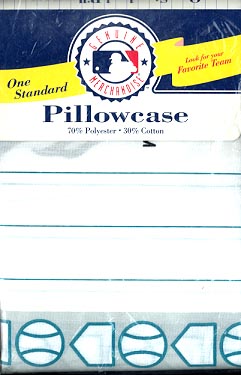 GENUINE
MERCHANDISE
One
Standard
Look for your
Favorite Team
Pillowcase
70% Polyester • 30% Cotton